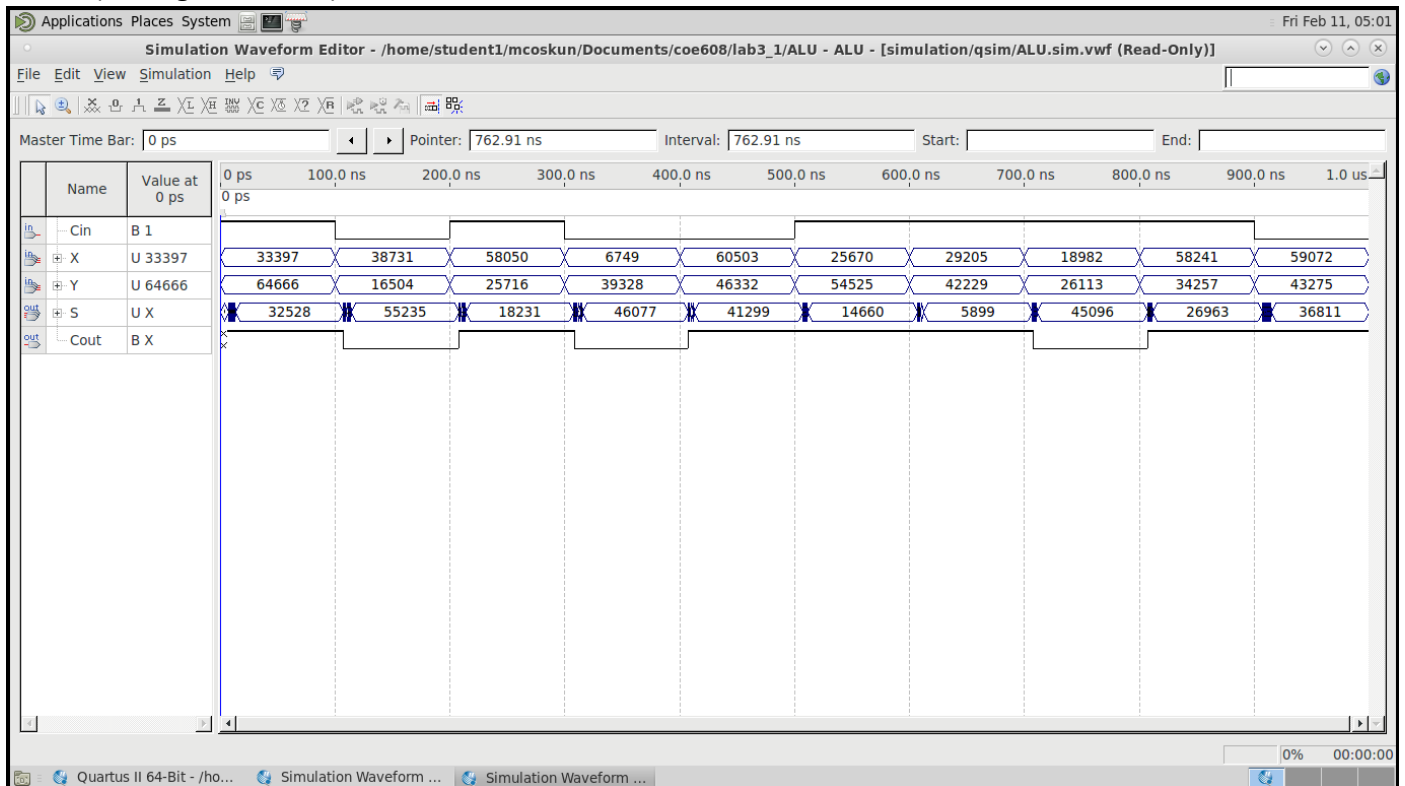 Applications Places System Fri Feb 11, 05:01
Simulation Waveform Editor - /home/student1/mcoskun/Documents/coe608/lab3_1/ALU - ALU - [simulation/qsim/ALU.sim.vwf (Read-Only)]
File Edit View Simulation Help
Master Time Bar: 0 ps Pointer: 762.91 ns Interval: 762.91 ns Start: End:
Name Value at 0 ps 100.0 ns 200.0 ns 300.0 ns 400.0 ns 500.0 ns 600.0 ns 700.0 ns 800.0 ns 900.0 ns 1.0 us
0 ps 0 ps
Cin B 1
X U 33397 33397 38731 58050 6749 60503 25670 29205 18982 58241 59072
Y U 64666 64666 16504 25716 39328 46332 54525 42229 26113 34257 43275
S U X 32528 55235 18231 46077 41299 14660 5899 45096 26963 36811
Cout B X
0% 00:00:00
Quartus II 64-Bit - /ho... Simulation Waveform ... Simulation Waveform ...